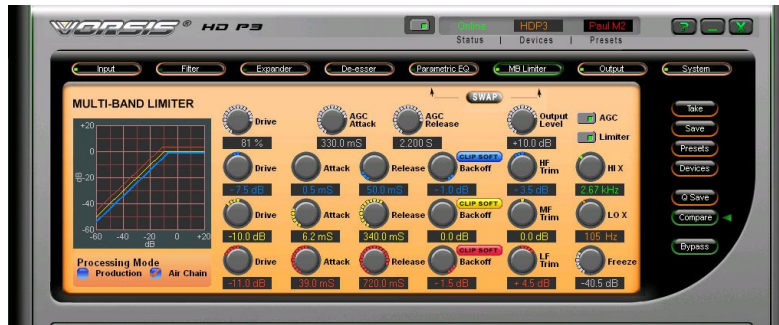 VORSIS® HD P3
Online HDP3 Paul M2
Status | Devices | Presets
? _ X
Input Filter Expander De-esser Parametric EQ MB Limiter Output System
SWAP
MULTI-BAND LIMITER
+20
0
-20
-40
-60
dB
-60 -40 -20 0 +20
dB
Processing Mode
Production Air Chain
Drive AGC Attack AGC Release Output Level AGC
Limiter
81 % 330.0 mS 2.200 S +10.0 dB
CLIP SOFT
Drive Attack Release Backoff HF Trim HI X
-7.5 dB 0.5 mS 50.0 mS -1.0 dB -3.5 dB 2.67 kHz
CLIP SOFT
Drive Attack Release Backoff MF Trim LO X
-10.0 dB 6.2 mS 340.0 mS 0.0 dB 0.0 dB 105 Hz
CLIP SOFT
Drive Attack Release Backoff LF Trim Freeze
-11.0 dB 39.0 mS 720.0 mS -1.5 dB +4.5 dB -40.5 dB
Take
Save
Presets
Devices
Q Save
Compare
Bypass